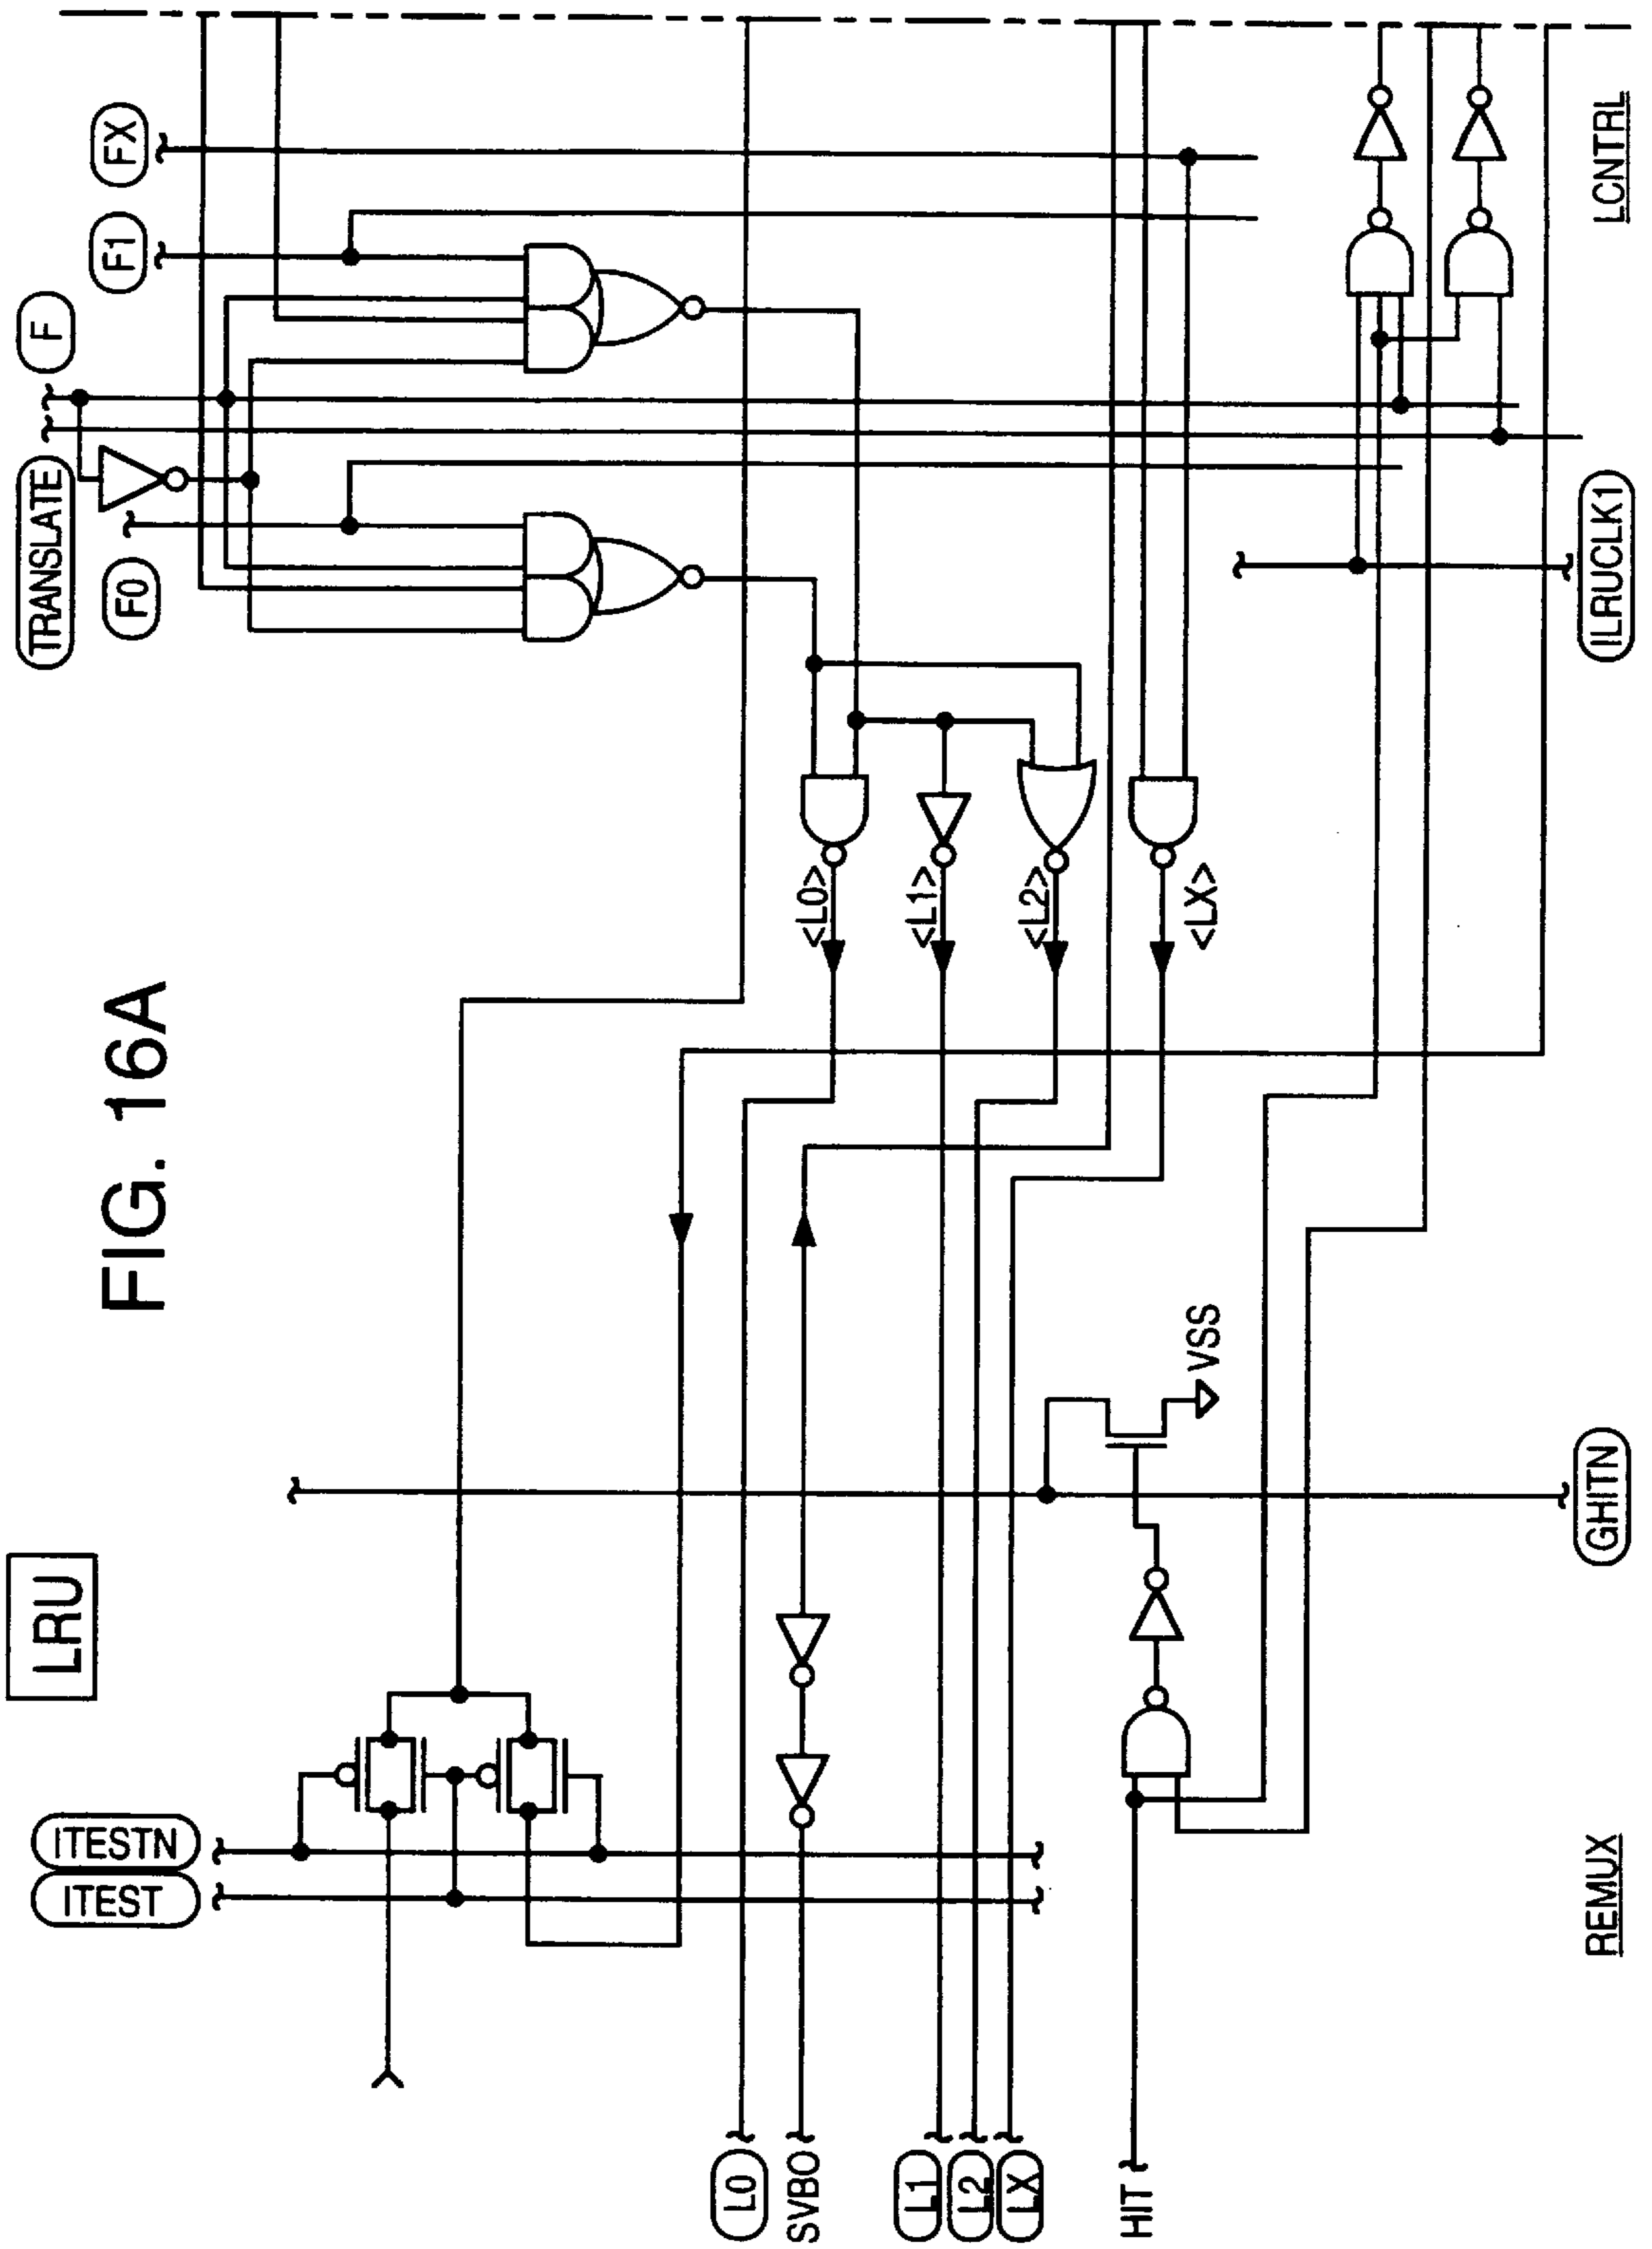 FIG. 16A
LRU
ITESTN
ITEST
TRANSLATE
F
F0
F1
FX
<L0>
<L1>
<L2>
<LX>
L0
SVBO
L1
L2
LX
HIT
VSS
GHITN
ILRUCLK1
REMUX
LCNTRL